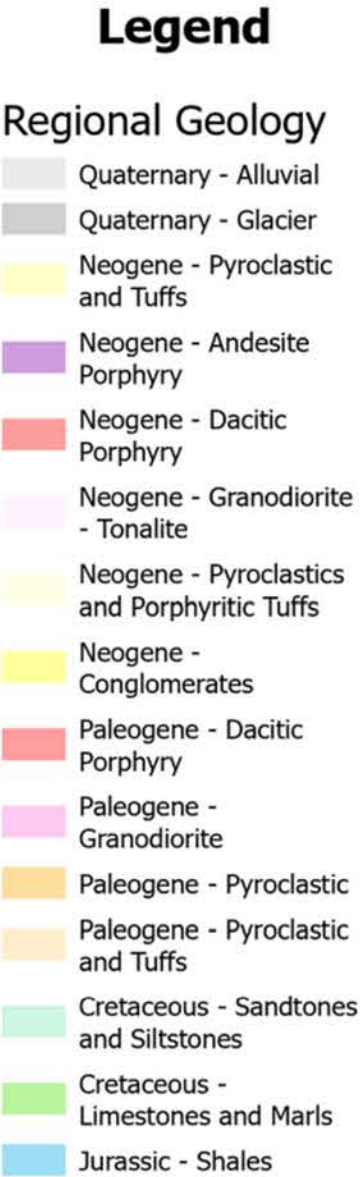 Legend
Regional Geology
Quaternary - Alluvial
Quaternary - Glacier
Neogene - Pyroclastic
and Tuffs
Neogene - Andesite
Porphyry
Neogene - Dacitic
Porphyry
Neogene - Granodiorite
- Tonalite
Neogene - Pyroclastics
and Porphyritic Tuffs
Neogene -
Conglomerates
Paleogene - Dacitic
Porphyry
Paleogene -
Granodiorite
Paleogene - Pyroclastic
Paleogene - Pyroclastic
and Tuffs
Cretaceous - Sandtones
and Siltstones
Cretaceous -
Limestones and Marls
Jurassic - Shales